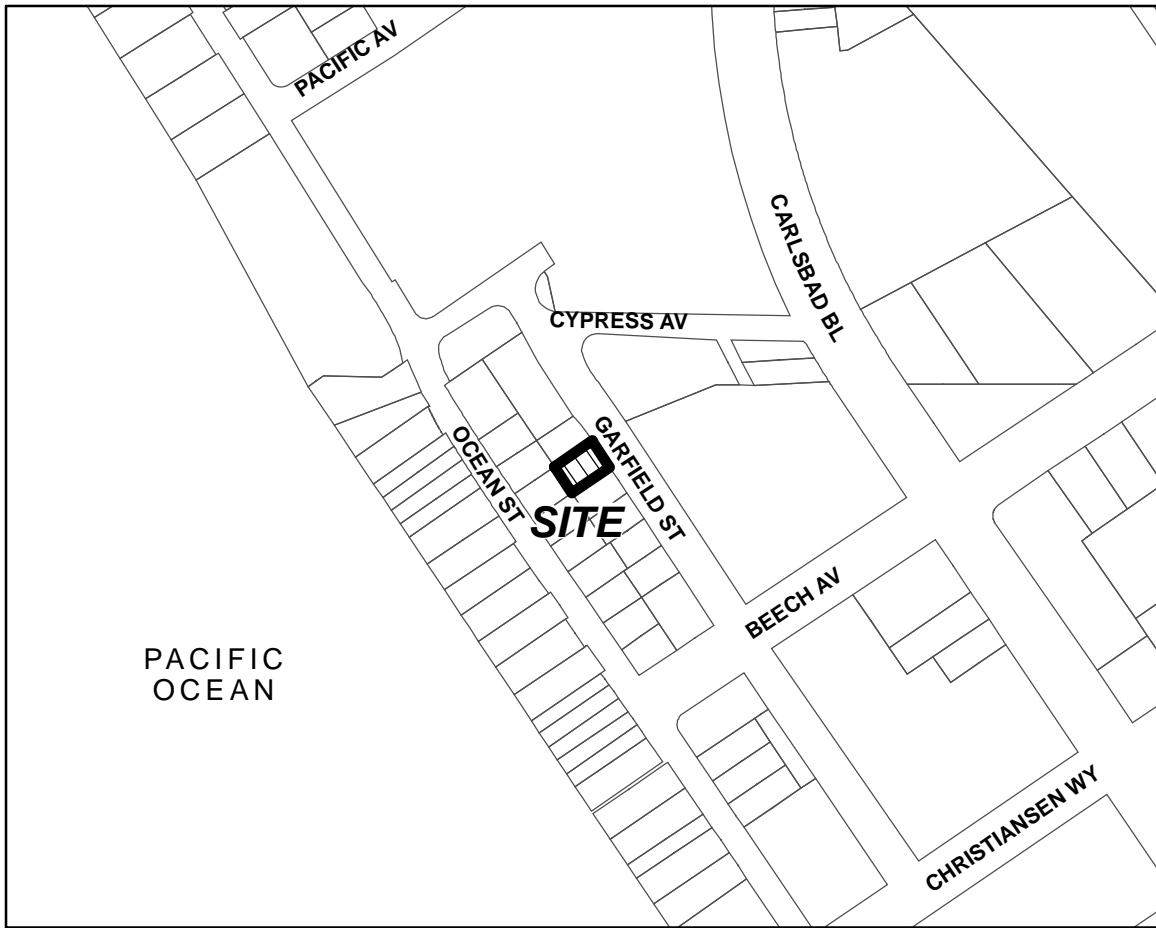 PACIFIC AV
CARLSBAD BL
CYPRESS AV
GARFIELD ST
OCEAN ST
SITE
BEECH AV
PACIFIC
OCEAN
CHRISTIANSEN WY